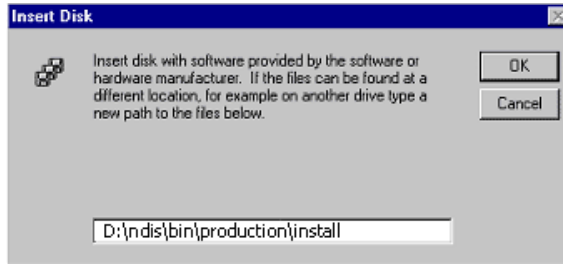 Insert Disk
Insert disk with software provided by the software or
hardware manufacturer. If the files can be found at a
different location, for example on another drive type a
new path to the files below.
OK
Cancel
D:\ndis\bin\production\install